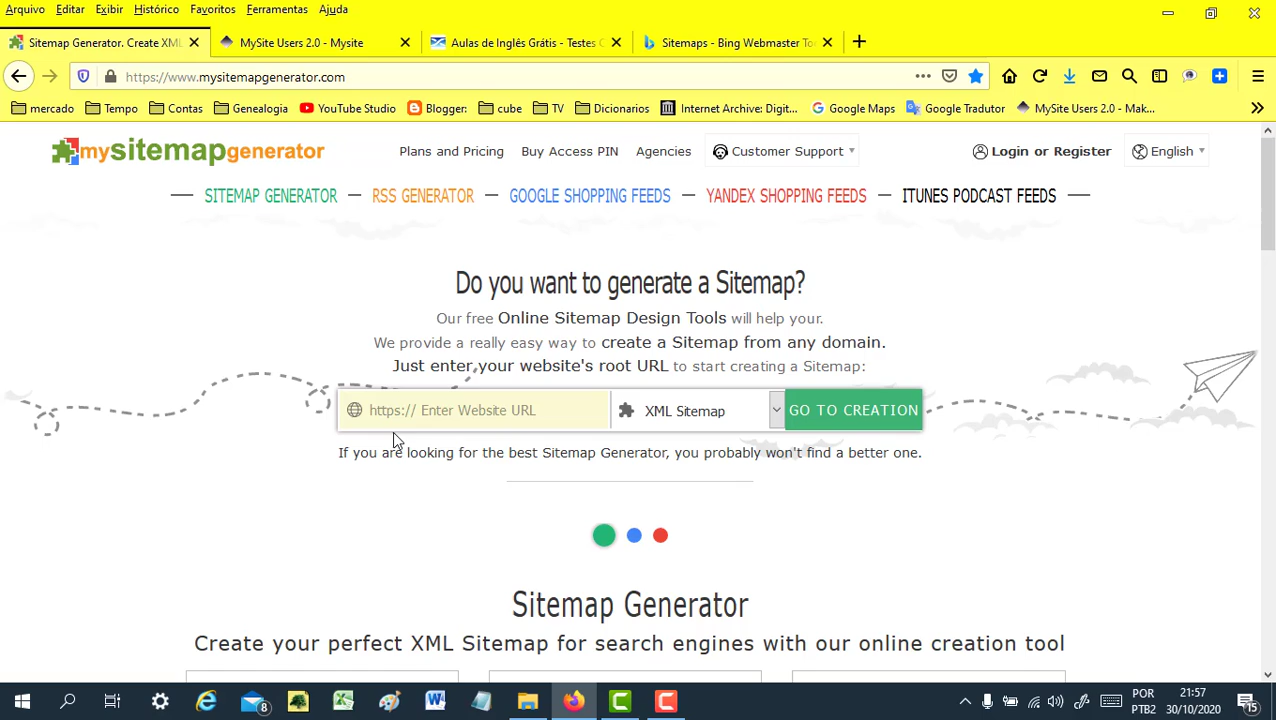 Arquivo Editar Exibir Histórico Favoritos Ferramentas Ajuda
Sitemap Generator. Create XML
MySite Users 2.0 - Mysite
Aulas de Inglês Grátis - Testes
Sitemaps - Bing Webmaster To
https://www.mysitemapgenerator.com
mercado Tempo Contas Genealogia YouTube Studio Blogger: cube TV Dicionarios Internet Archive: Digit... Google Maps Google Tradutor MySite Users 2.0 - Mak...
mysitemapgenerator Plans and Pricing Buy Access PIN Agencies Customer Support Login or Register English
SITEMAP GENERATOR — RSS GENERATOR — GOOGLE SHOPPING FEEDS — YANDEX SHOPPING FEEDS — ITUNES PODCAST FEEDS
Do you want to generate a Sitemap?
Our free Online Sitemap Design Tools will help your.
We provide a really easy way to create a Sitemap from any domain.
Just enter your website's root URL to start creating a Sitemap:
https:// Enter Website URL XML Sitemap GO TO CREATION
If you are looking for the best Sitemap Generator, you probably won't find a better one.
Sitemap Generator
Create your perfect XML Sitemap for search engines with our online creation tool
8
POR 21:57
PTB2 30/10/2020 15